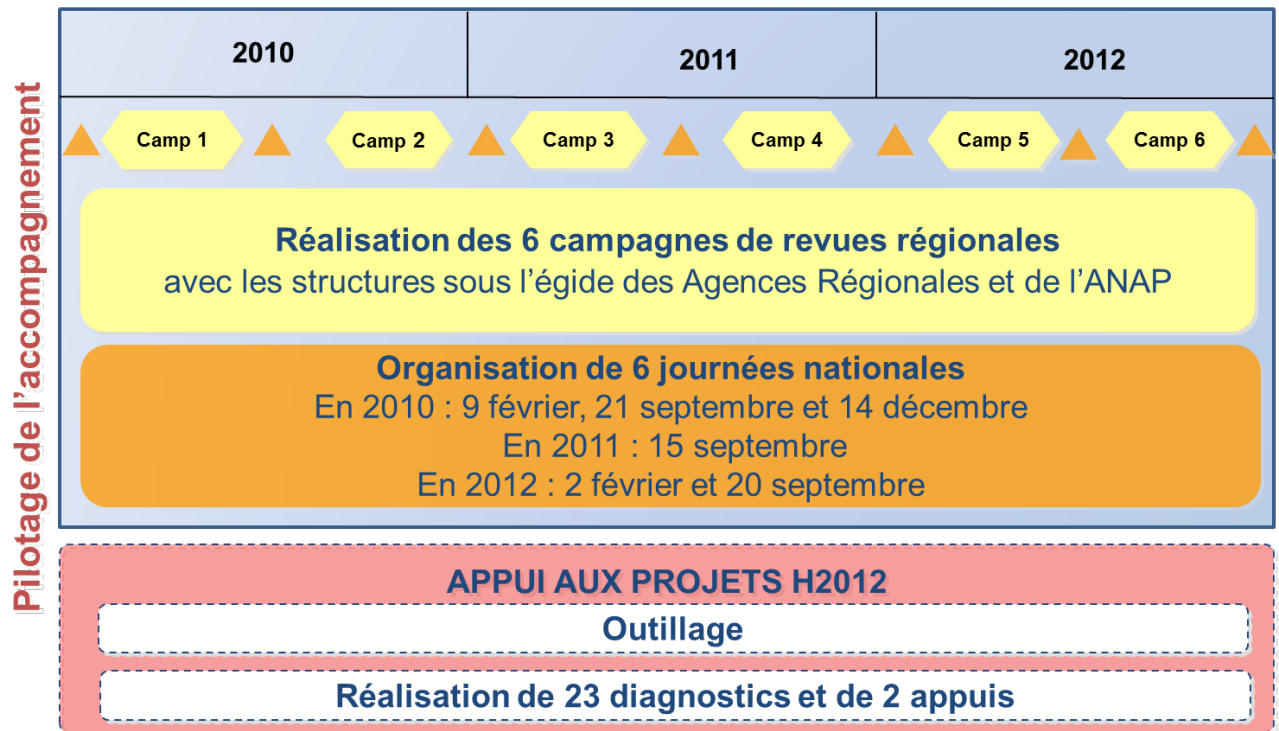 Pilotage de l’accompagnement
2010
2011
2012
Camp 1
Camp 2
Camp 3
Camp 4
Camp 5
Camp 6
Réalisation des 6 campagnes de revues régionales
avec les structures sous l’égide des Agences Régionales et de l’ANAP
Organisation de 6 journées nationales
En 2010 : 9 février, 21 septembre et 14 décembre
En 2011 : 15 septembre
En 2012 : 2 février et 20 septembre
APPUI AUX PROJETS H2012
Outillage
Réalisation de 23 diagnostics et de 2 appuis